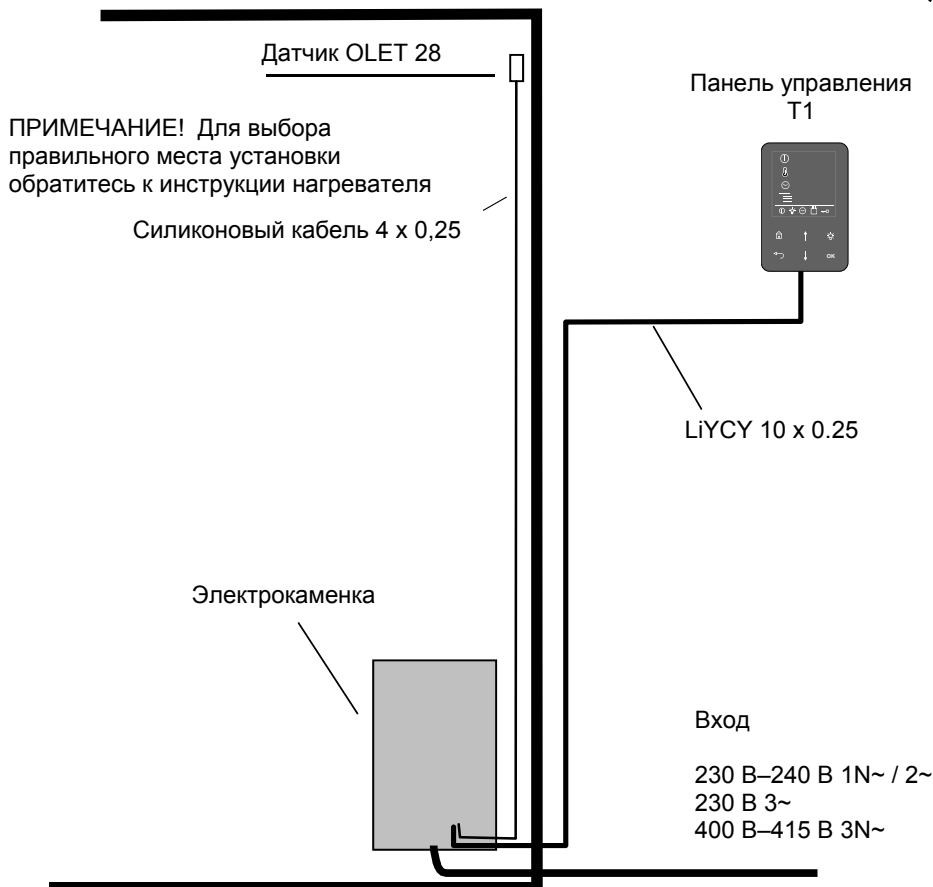 Датчик OLET 28
Панель управления
T1
ПРИМЕЧАНИЕ! Для выбора
правильного места установки
обратитесь к инструкции нагревателя
Силиконовый кабель 4 x 0,25
OK
LiYCY 10 x 0.25
Электрокаменка
Вход
230 В–240 В 1N~ / 2~
230 В 3~
400 В–415 В 3N~